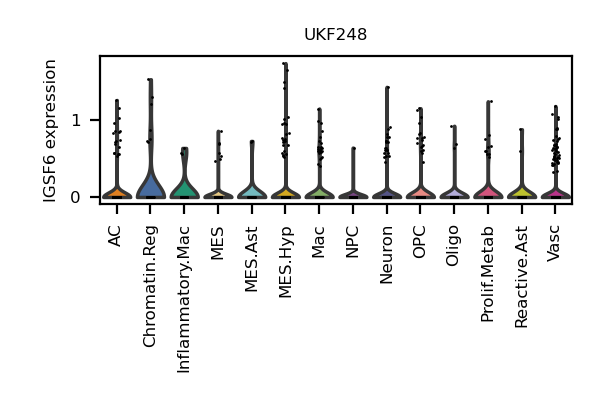 UKF248
IGSF6 expression
1
0
AC
Chromatin.Reg
Inflammatory.Mac
MES
MES.Ast
MES.Hyp
Mac
NPC
Neuron
OPC
Oligo
Prolif.Metab
Reactive.Ast
Vasc